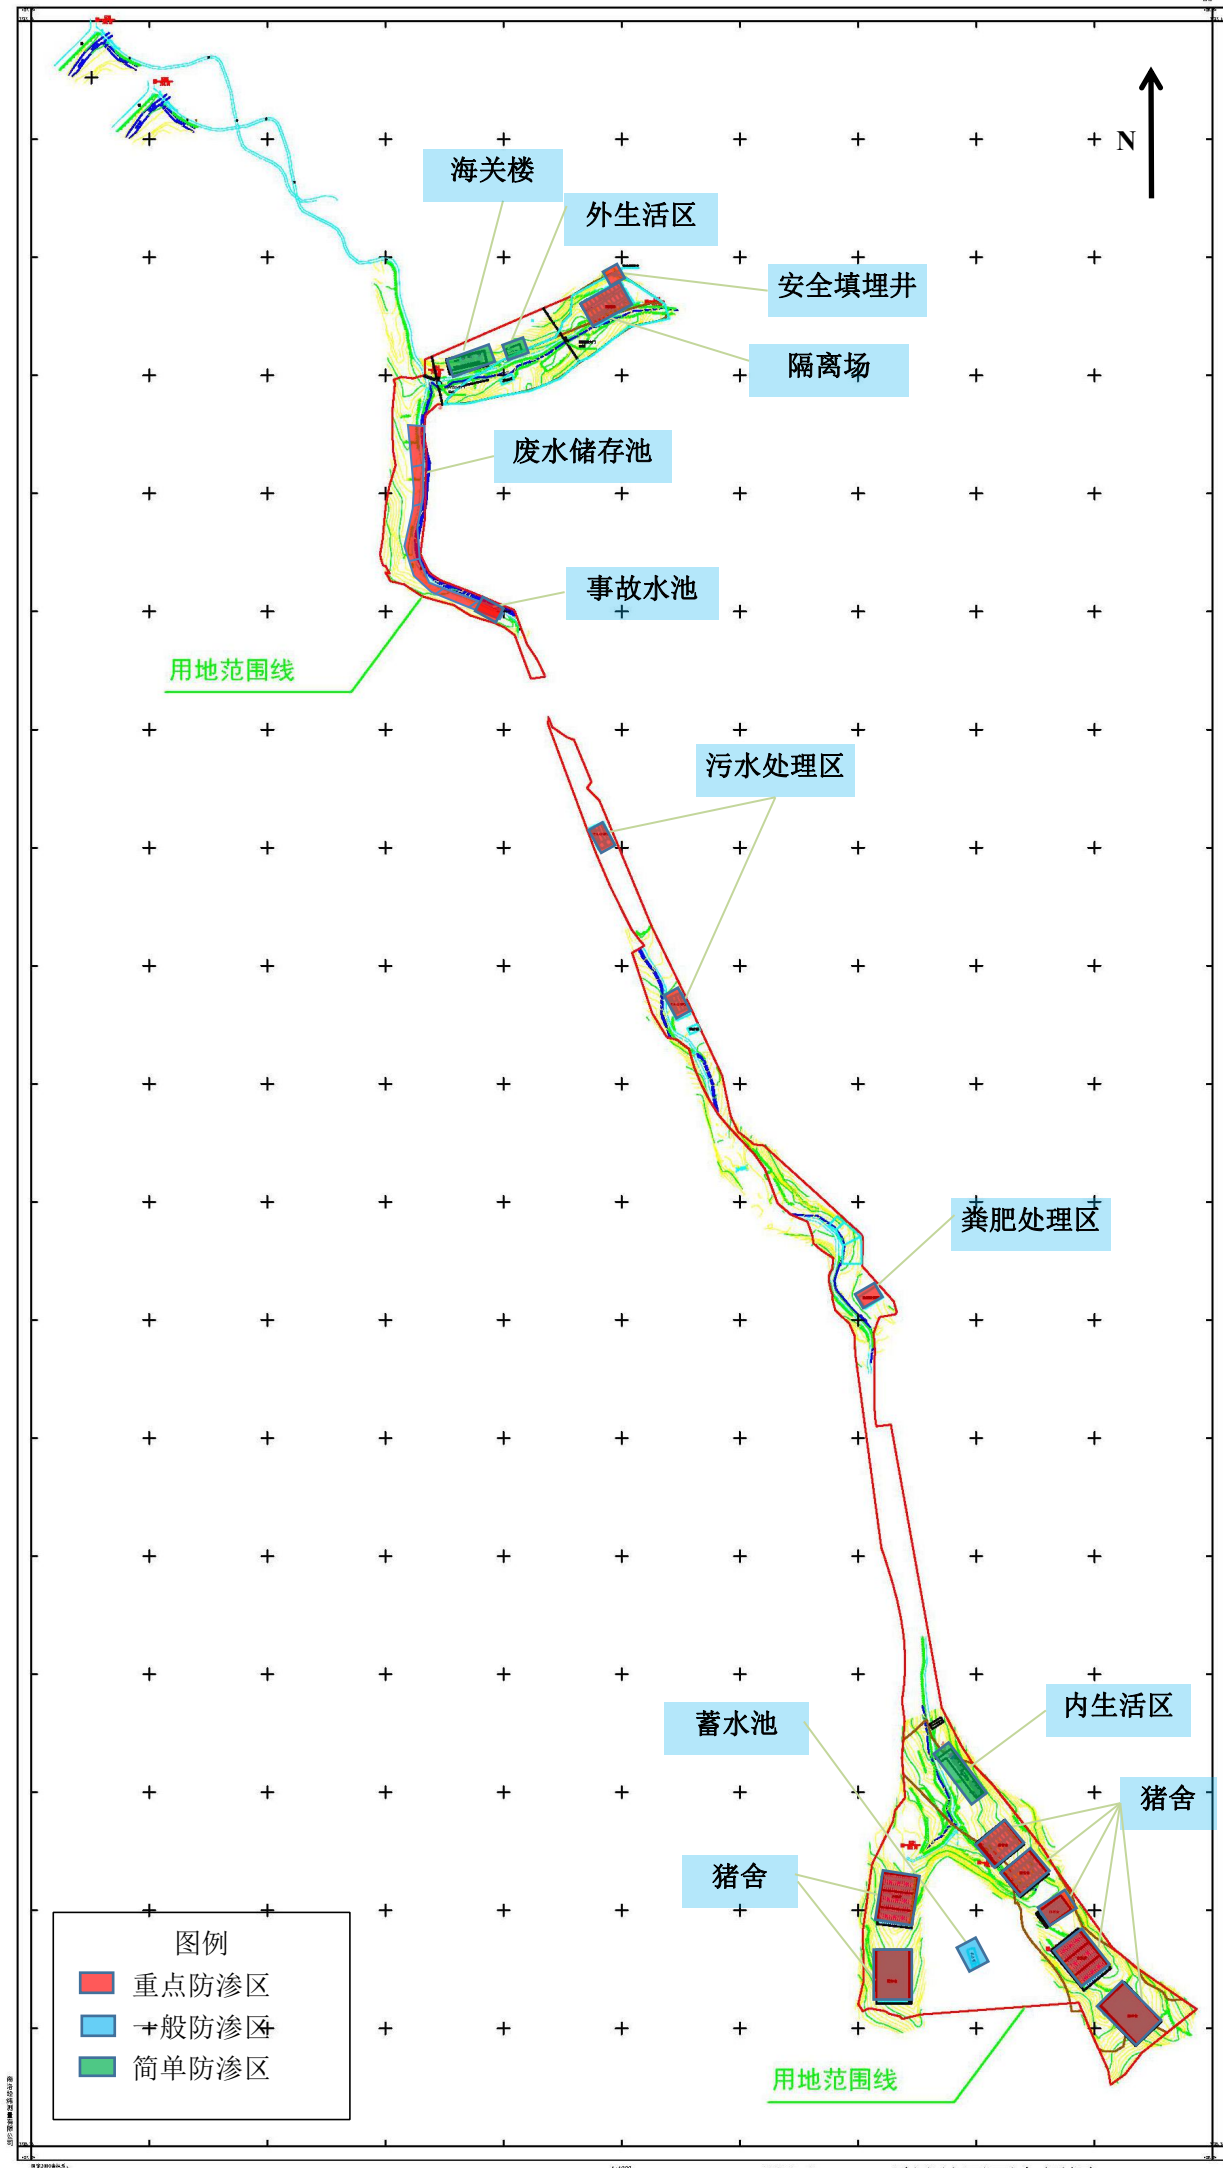 N
海关楼
外生活区
安全填埋井
隔离场
废水储存池
事故水池
用地范围线
污水处理区
粪肥处理区
内生活区
蓄水池
猪舍
猪舍
图例
重点防渗区
一般防渗区
简单防渗区
用地范围线